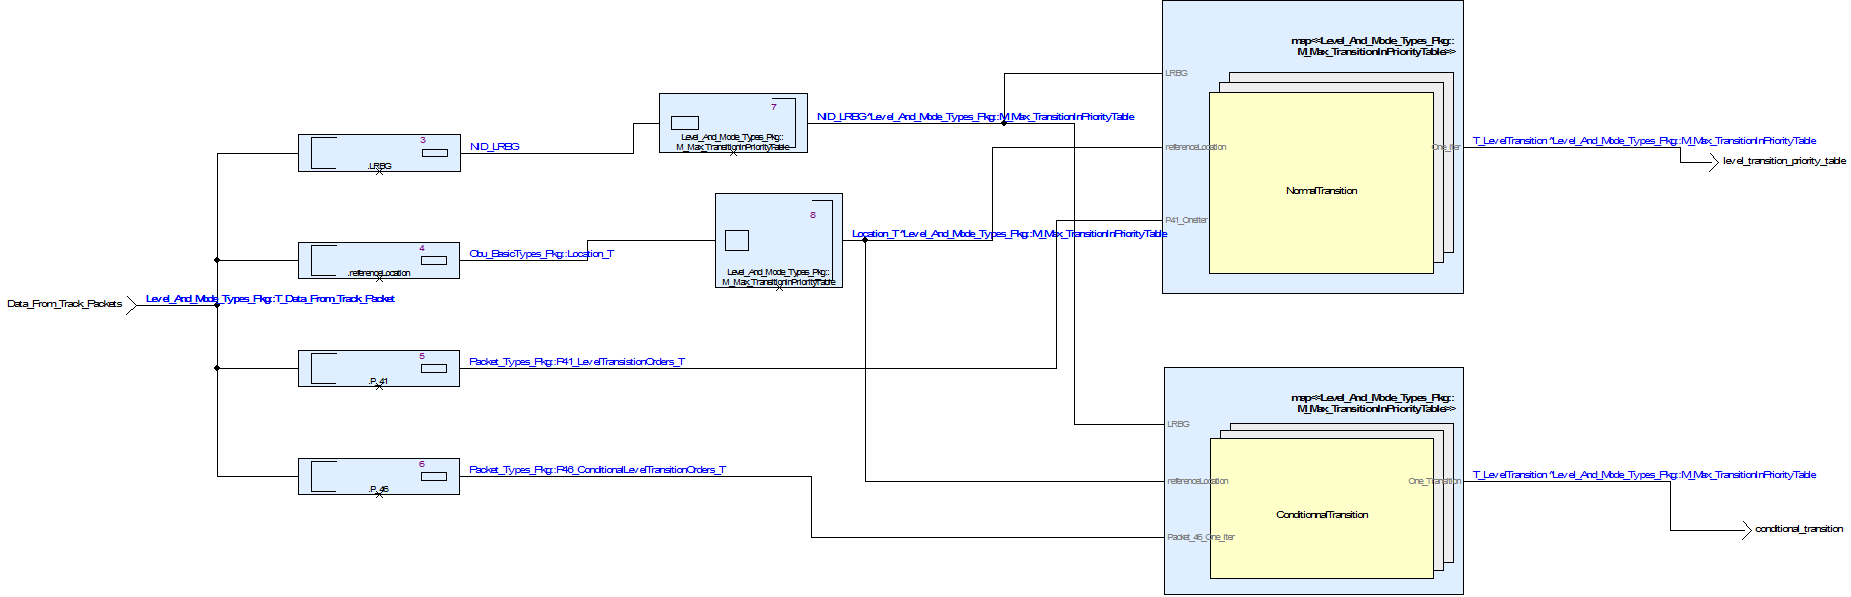 map<<Level_And_Mode_Types_Pkg::
M_Max_TransitionInPriorityTable>>
LRBG
7
Level_And_Mode_Types_Pkg::
M_Max_TransitionInPriorityTable
NID_LRBG^Level_And_Mode_Types_Pkg::M_Max_TransitionInPriorityTable
3
.LRBG
NID_LRBG
referenceLocation
One_Iter
T_LevelTransition^Level_And_Mode_Types_Pkg::M_Max_TransitionInPriorityTable
level_transition_priority_table
NormalTransition
P41_OneIter
8
Level_And_Mode_Types_Pkg::
M_Max_TransitionInPriorityTable
Location_T^Level_And_Mode_Types_Pkg::M_Max_TransitionInPriorityTable
4
.referenceLocation
Obu_BasicTypes_Pkg::Location_T
Data_From_Track_Packets
Level_And_Mode_Types_Pkg::T_Data_From_Track_Packet
5
.P_41
Packet_Types_Pkg::P41_LevelTransistionOrders_T
map<<Level_And_Mode_Types_Pkg::
M_Max_TransitionInPriorityTable>>
LRBG
6
.P_46
Packet_Types_Pkg::P46_ConditionalLevelTransitionOrders_T
referenceLocation
One_Transition
T_LevelTransition^Level_And_Mode_Types_Pkg::M_Max_TransitionInPriorityTable
ConditionnalTransition
conditional_transition
Packet_46_One_Iter